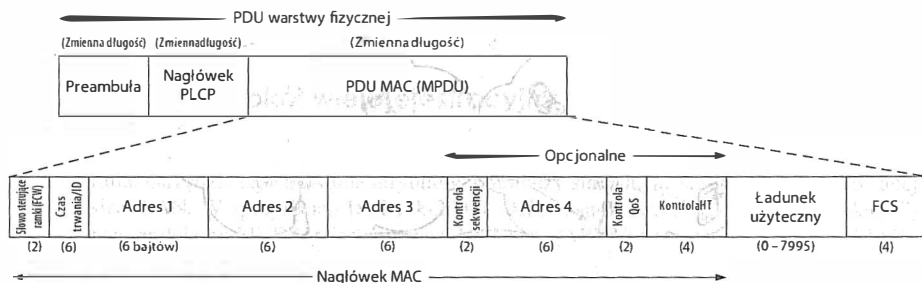 PDU warstwy fizycznej
(Zmienna długość) (Zmiennadługość) (Zmienna długość)
Preambuła
Nagłówek
PLCP
PDU MAC (MPDU)
Opcjonalne
Słowo sterujące
ramki (FCW)
Czas
trwania/ID
Adres 1
Adres 2
Adres 3
Kontrola
sekwencji
Adres 4
Kontrola
QoS
KontrolaHT
Ładunek
użyteczny
FCS
(2) (6) (6 bajtów) (6) (6) (2) (6) (2) (4) (0 – 7995) (4)
Nagłówek MAC